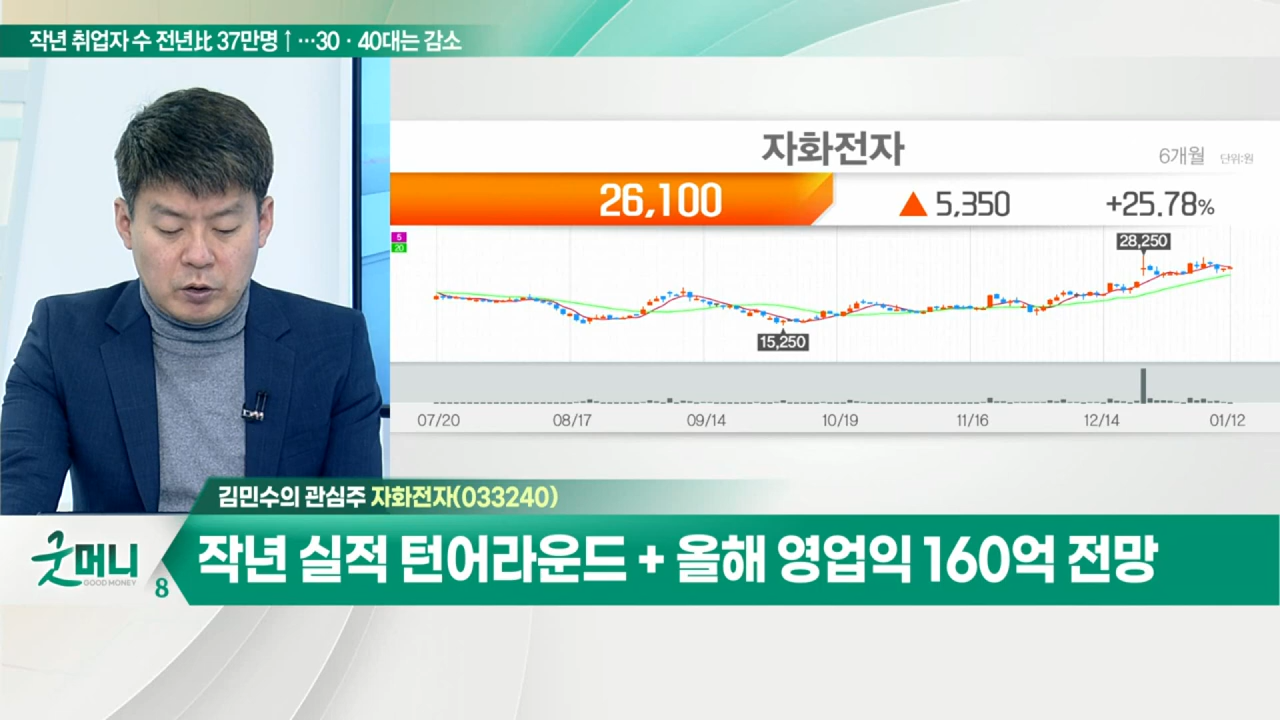 작년 취업자 수 전년比 37만명↑…30·40대는 감소
자화전자
6개월 단위:원
26,100 ▲ 5,350 +25.78%
5
20
28,250
15,250
07/20 08/17 09/14 10/19 11/16 12/14 01/12
김민수의 관심주 자화전자(033240)
굿머니
GOOD MONEY
8
작년 실적 턴어라운드 + 올해 영업익 160억 전망